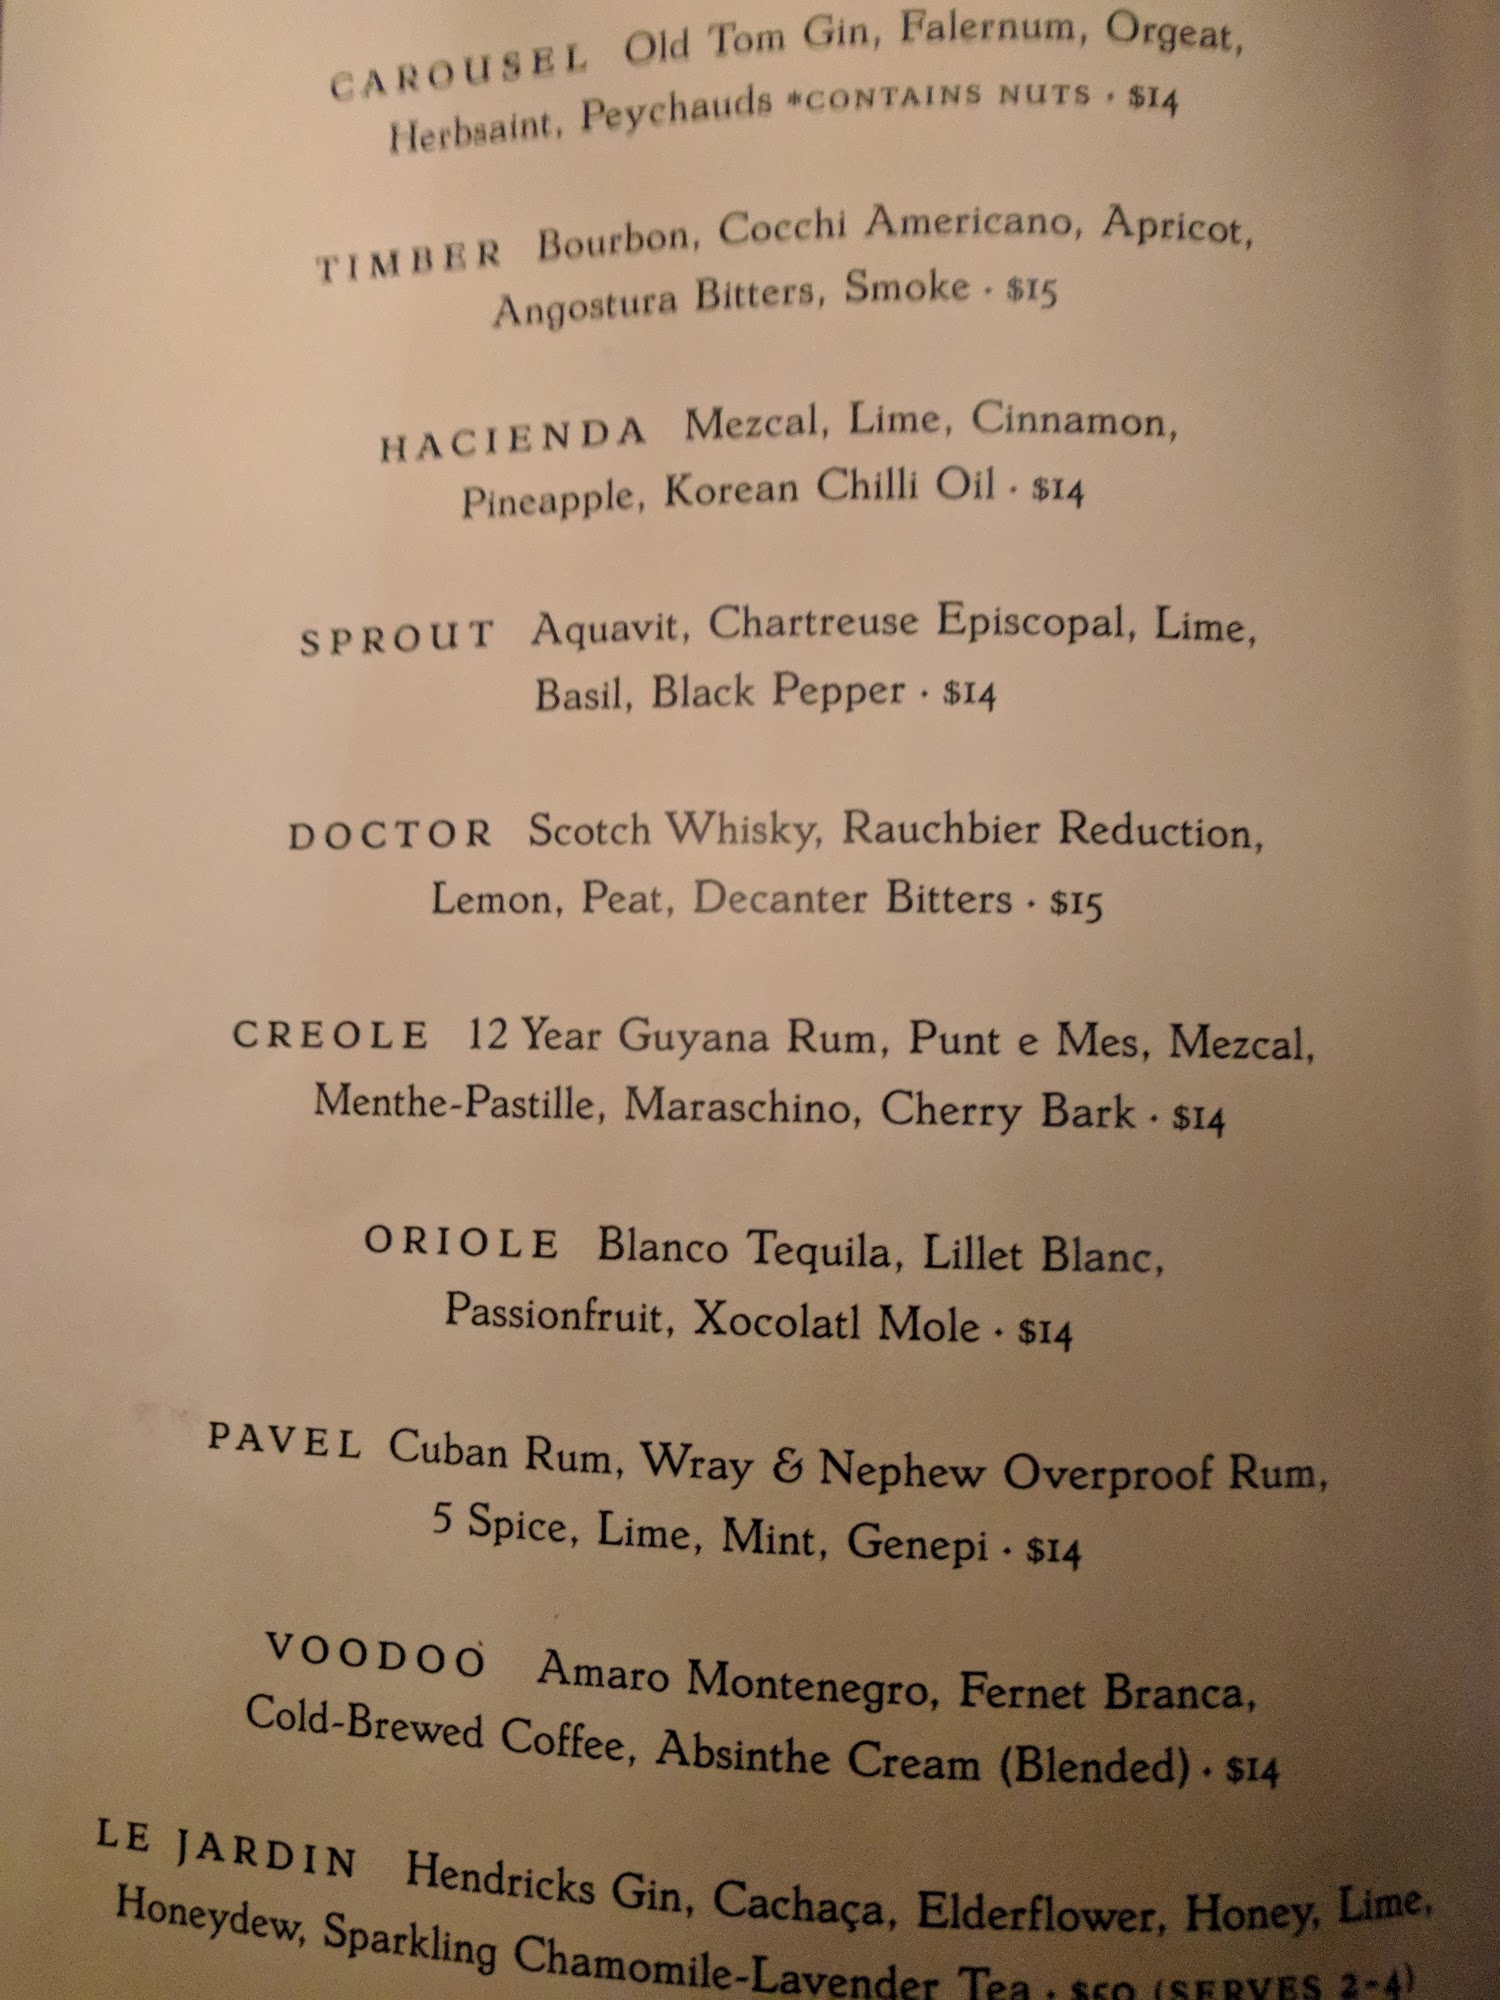 CAROUSEL Old Tom Gin, Falernum, Orgeat,
Herbsaint, Peychauds *CONTAINS NUTS · $14
TIMBER Bourbon, Cocchi Americano, Apricot,
Angostura Bitters, Smoke · $15
HACIENDA Mezcal, Lime, Cinnamon,
Pineapple, Korean Chilli Oil · $14
SPROUT Aquavit, Chartreuse Episcopal, Lime,
Basil, Black Pepper · $14
DOCTOR Scotch Whisky, Rauchbier Reduction,
Lemon, Peat, Decanter Bitters · $15
CREOLE 12 Year Guyana Rum, Punt e Mes, Mezcal,
Menthe-Pastille, Maraschino, Cherry Bark · $14
ORIOLE Blanco Tequila, Lillet Blanc,
Passionfruit, Xocolatl Mole · $14
PAVEL Cuban Rum, Wray & Nephew Overproof Rum,
5 Spice, Lime, Mint, Genepi · $14
VOODOO Amaro Montenegro, Fernet Branca,
Cold-Brewed Coffee, Absinthe Cream (Blended) · $14
LE JARDIN Hendricks Gin, Cachaça, Elderflower, Honey, Lime,
Honeydew, Sparkling Chamomile-Lavender Tea · $50 (SERVES 2-4)